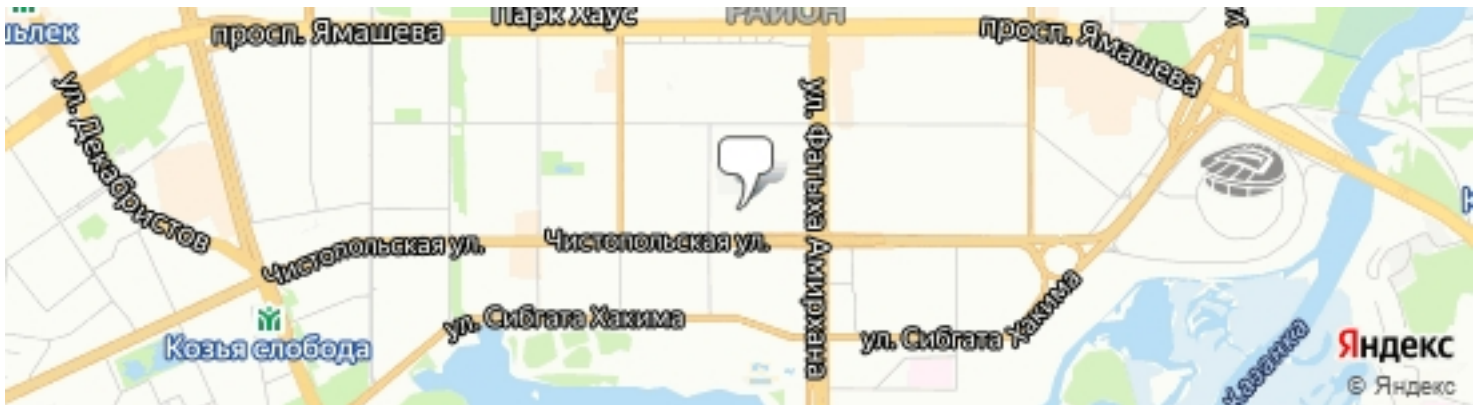 Парк Хаус
РАЙОН
просп. Ямашева
просп. Ямашева
ул. Декабристов
ул. Фатыха Амирхана
Чистопольская ул.
Чистопольская ул.
ул. Сибгата Хакима
ул. Сибгата Хакима
Козья слобода
Казанка
Яндекс
© Яндекс